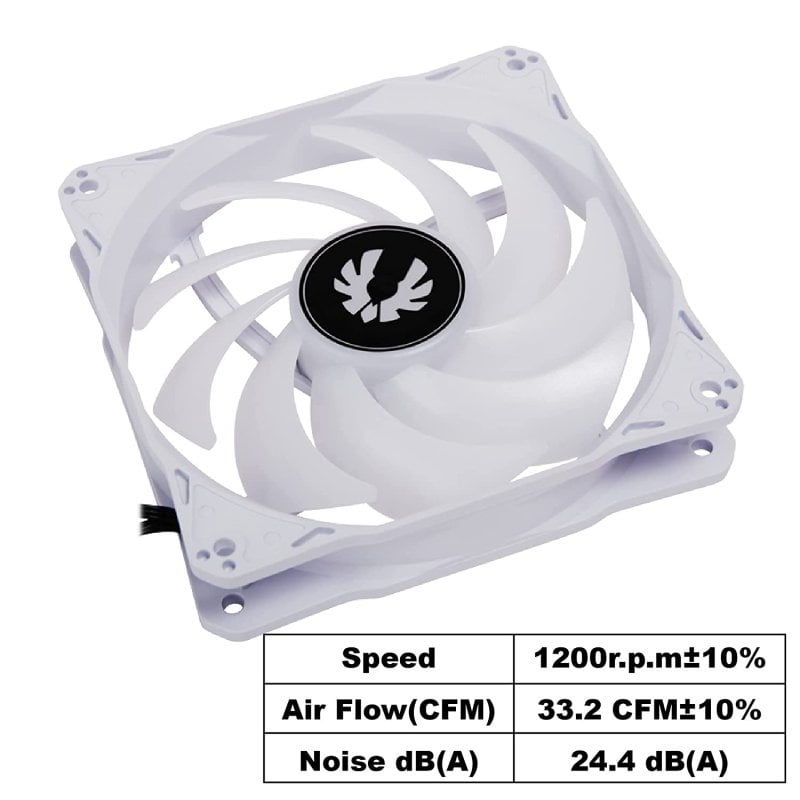 Speed 1200r.p.m±10%
Air Flow(CFM) 33.2 CFM±10%
Noise dB(A) 24.4 dB(A)